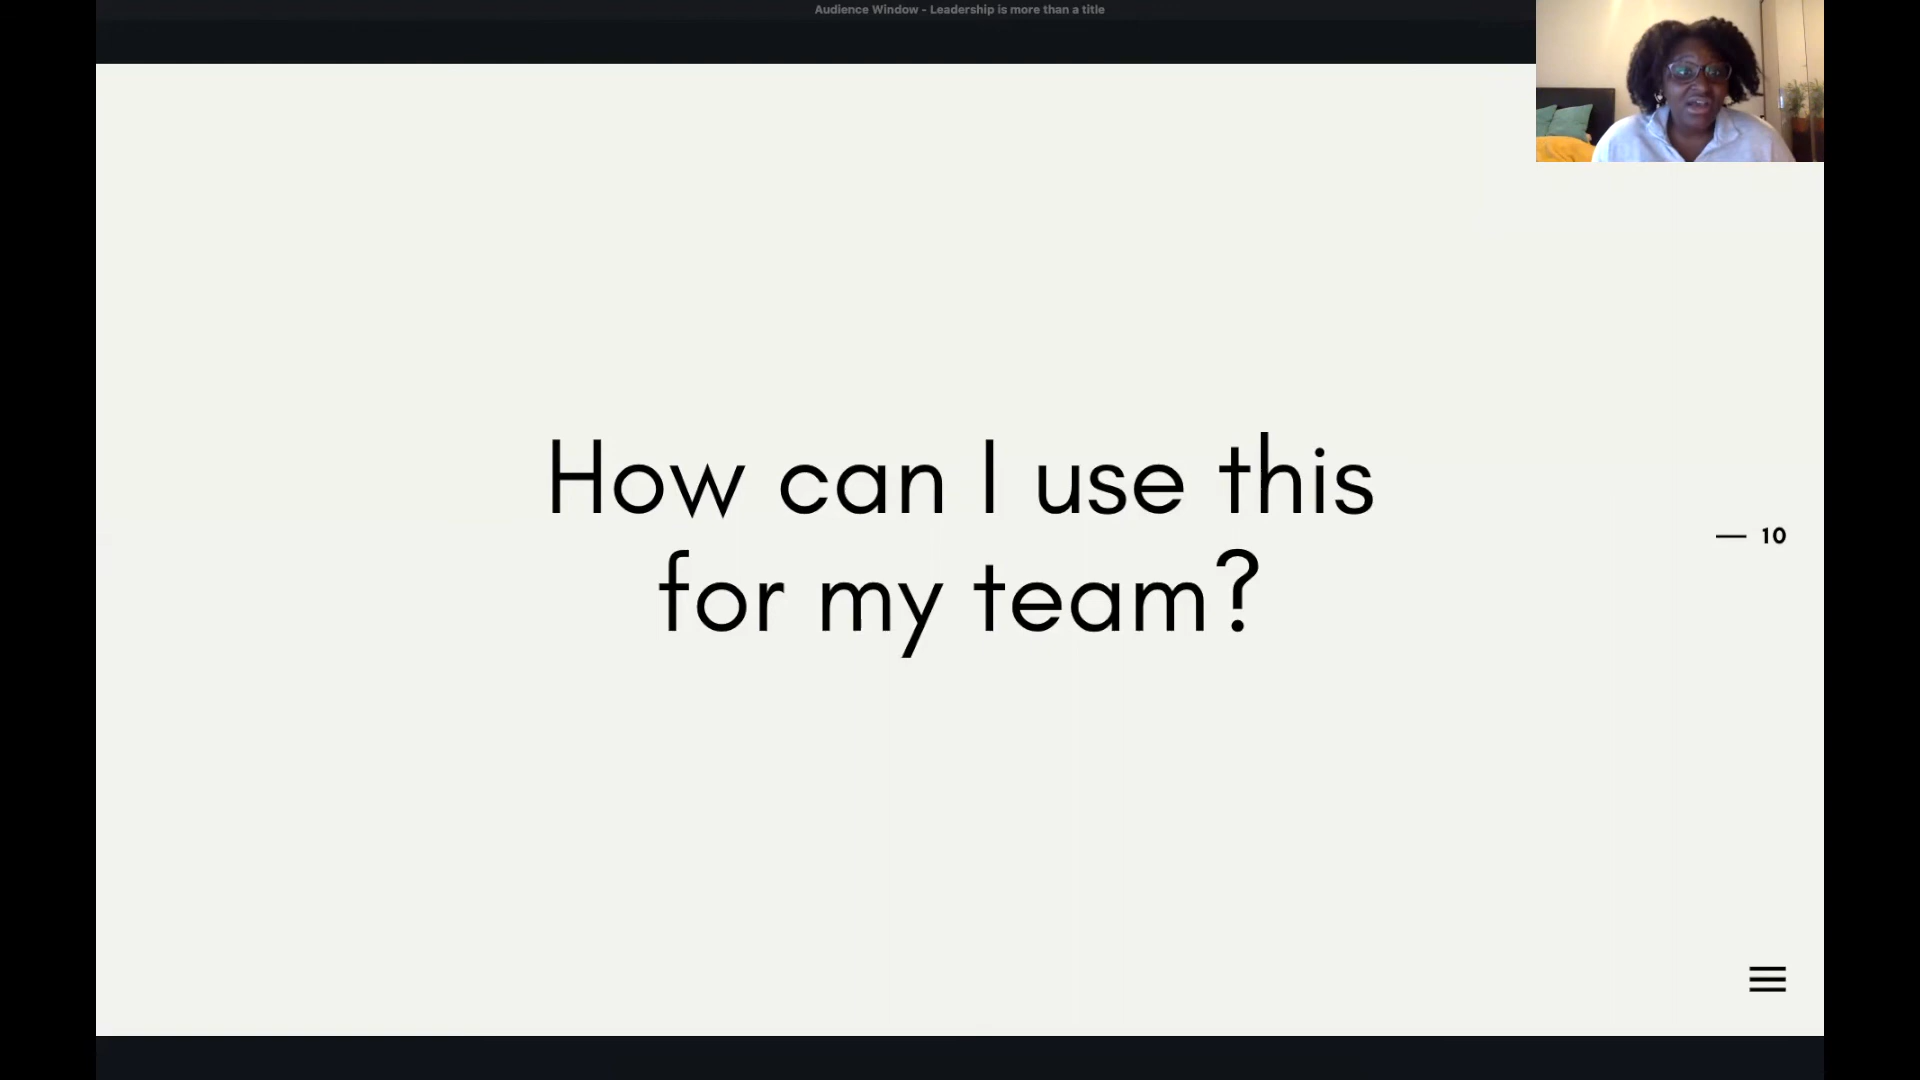 Audience Window - Leadership is more than a title
How can I use this
for my team?
— 10